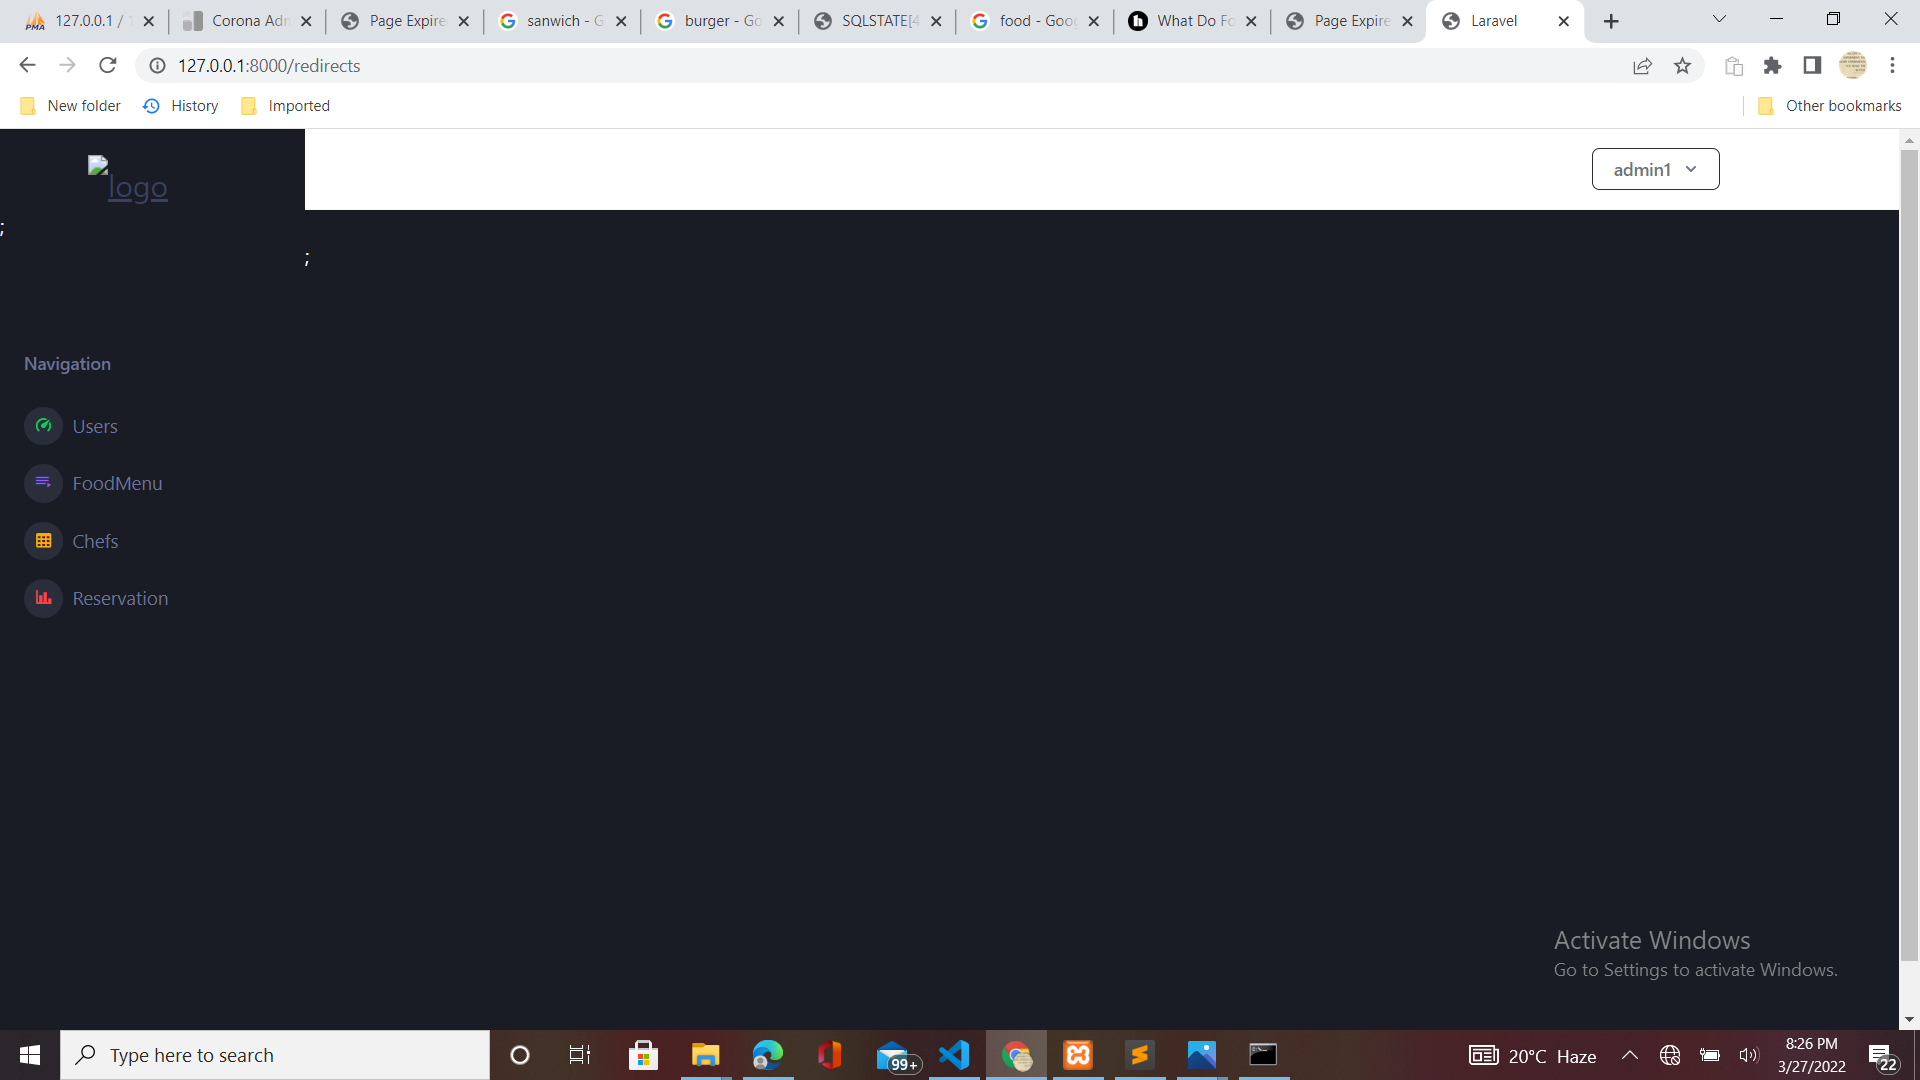 127.0.0.1 / 1
Corona Adm
Page Expire
sanwich - G
burger - Go
SQLSTATE[4
food - Goog
What Do Fo
Page Expire
Laravel
127.0.0.1:8000/redirects
New folder
History
Imported
Other bookmarks
logo
admin1
;
;
Navigation
Users
FoodMenu
Chefs
Reservation
Activate Windows
Go to Settings to activate Windows.
Type here to search
99+
20°C Haze
8:26 PM
3/27/2022
22